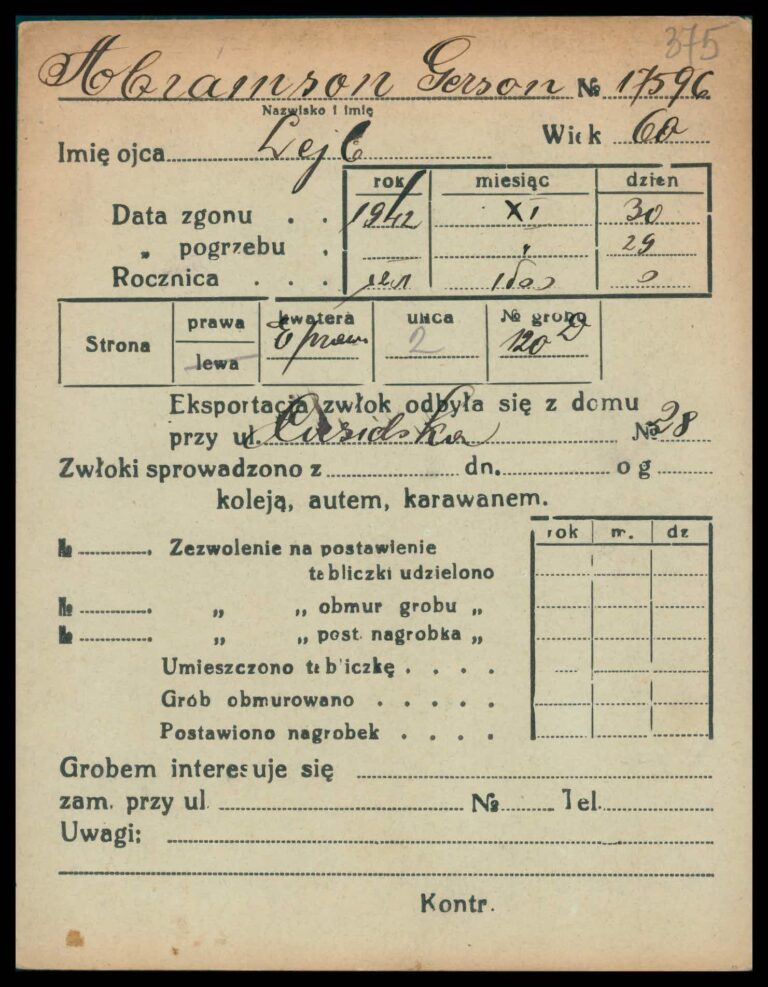 375
Abramson Gerson № 17596
Nazwisko i imię
Imię ojca Lejb Wiek 60
rok miesiąc dzień
Data zgonu . . 1942 XI 30
„ pogrzebu . „ 29
Rocznica . . .
Strona prawa lewa kwatera ulica 2 № grobu 120
Eksportacja zwłok odbyła się z domu
przy ul. № 28
Zwłoki sprowadzono z dn. o g
koleją, autem, karawanem.
rok m. dz
№ . Zezwolenie na postawienie
tabliczki udzielono
№ . „ „ obmur grobu „
№ . „ „ post. nagrobka „
Umieszczono tabliczkę . . . .
Grób obmurowano . . . . .
Postawiono nagrobek . . . .
Grobem interesuje się
zam. przy ul. № Tel.
Uwagi:
Kontr.